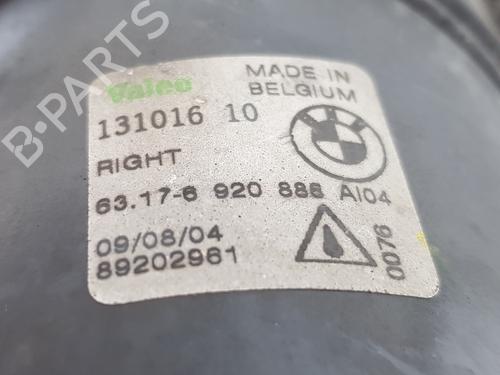 B-PARTS
Valeo
MADE IN
BELGIUM
131016 10
RIGHT
63.17-6 920 886 AI04
09/08/04
89202961
0076